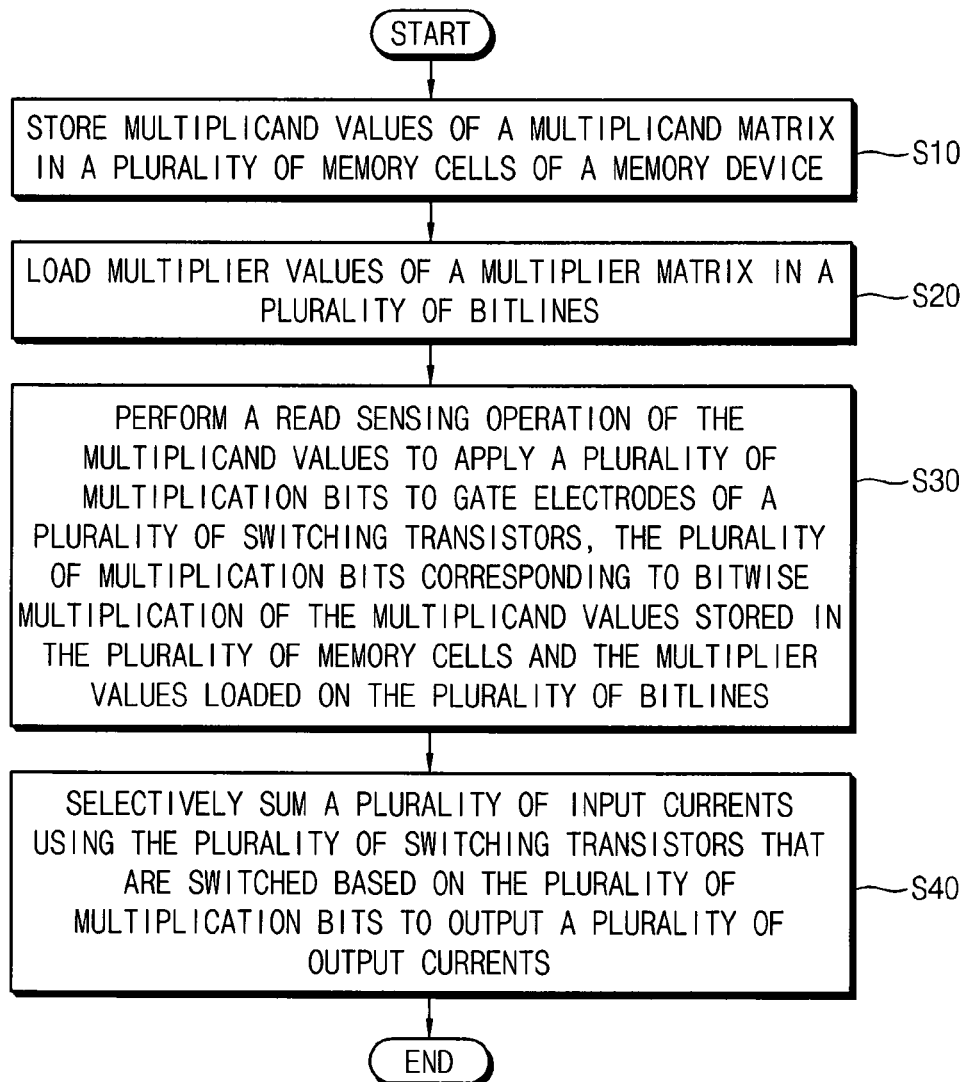 START
STORE MULTIPLICAND VALUES OF A MULTIPLICAND MATRIX
IN A PLURALITY OF MEMORY CELLS OF A MEMORY DEVICE
S10
LOAD MULTIPLIER VALUES OF A MULTIPLIER MATRIX IN A
PLURALITY OF BITLINES
S20
PERFORM A READ SENSING OPERATION OF THE
MULTIPLICAND VALUES TO APPLY A PLURALITY OF
MULTIPLICATION BITS TO GATE ELECTRODES OF A
PLURALITY OF SWITCHING TRANSISTORS, THE PLURALITY
OF MULTIPLICATION BITS CORRESPONDING TO BITWISE
MULTIPLICATION OF THE MULTIPLICAND VALUES STORED IN
THE PLURALITY OF MEMORY CELLS AND THE MULTIPLIER
VALUES LOADED ON THE PLURALITY OF BITLINES
S30
SELECTIVELY SUM A PLURALITY OF INPUT CURRENTS
USING THE PLURALITY OF SWITCHING TRANSISTORS THAT
ARE SWITCHED BASED ON THE PLURALITY OF
MULTIPLICATION BITS TO OUTPUT A PLURALITY OF
OUTPUT CURRENTS
S40
END